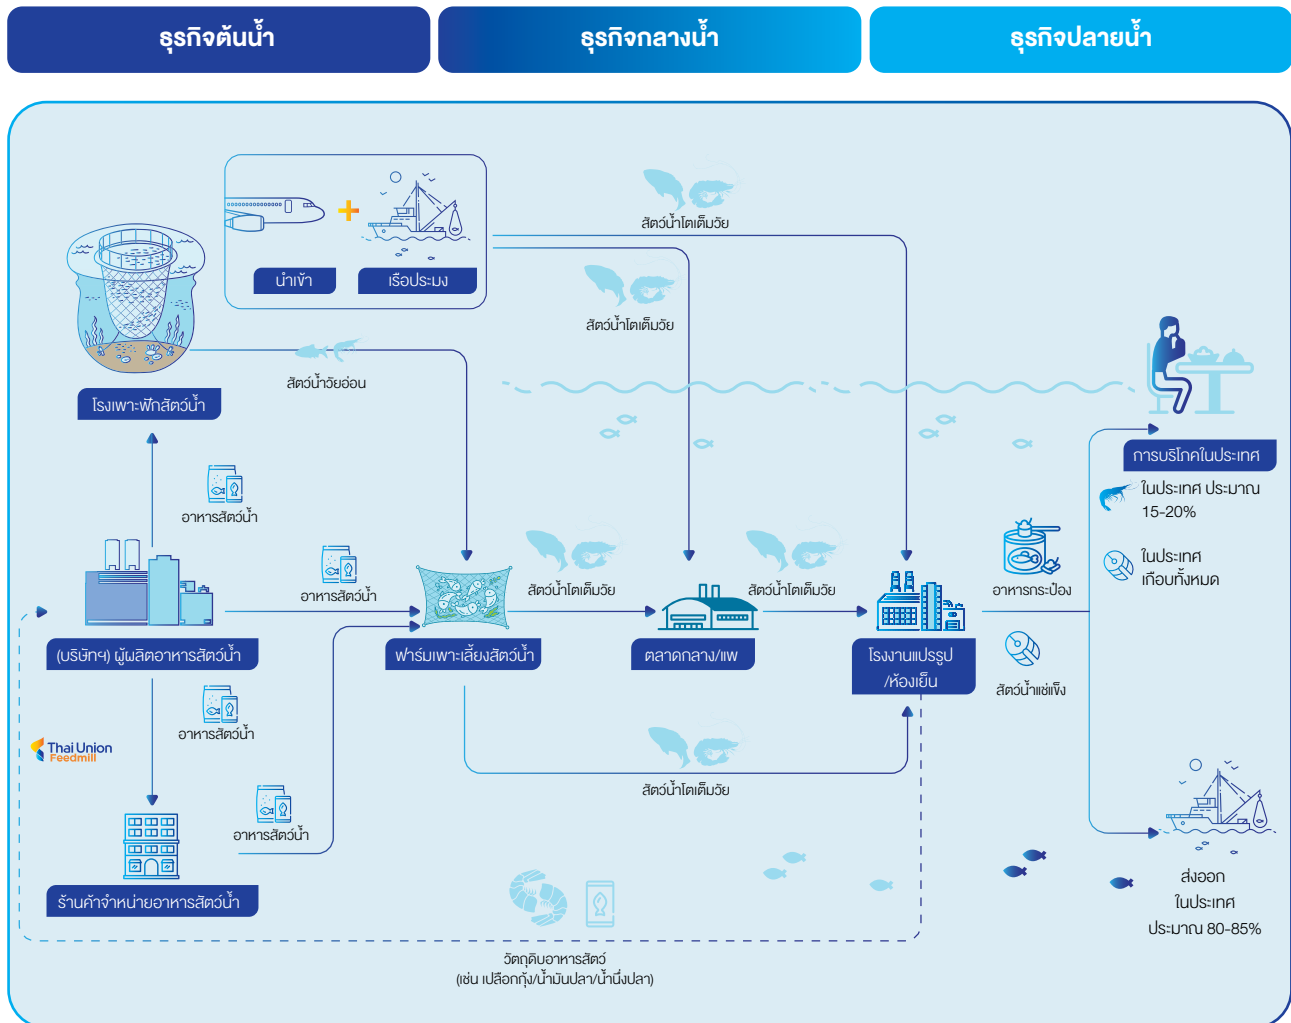 ธุรกิจต้นน้ำ
ธุรกิจกลางน้ำ
ธุรกิจปลายน้ำ
นำเข้า
เรือประมง
สัตว์น้ำโตเต็มวัย
สัตว์น้ำโตเต็มวัย
สัตว์น้ำวัยอ่อน
โรงเพาะฟักสัตว์น้ำ
อาหารสัตว์น้ำ
การบริโภคในประเทศ
ในประเทศ ประมาณ
15-20%
ในประเทศ
เกือบทั้งหมด
อาหารสัตว์น้ำ
สัตว์น้ำโตเต็มวัย
สัตว์น้ำโตเต็มวัย
อาหารกระป๋อง
(บริษัทฯ) ผู้ผลิตอาหารสัตว์น้ำ
ฟาร์มเพาะเลี้ยงสัตว์น้ำ
ตลาดกลาง/แพ
โรงงานแปรรูป
/ห้องเย็น
สัตว์น้ำแช่แข็ง
อาหารสัตว์น้ำ
Thai Union
Feedmill
สัตว์น้ำโตเต็มวัย
อาหารสัตว์น้ำ
ร้านค้าจำหน่ายอาหารสัตว์น้ำ
ส่งออก
ในประเทศ
ประมาณ 80-85%
วัตถุดิบอาหารสัตว์
(เช่น เปลือกกุ้ง/น้ำมันปลา/น้ำนึ่งปลา)